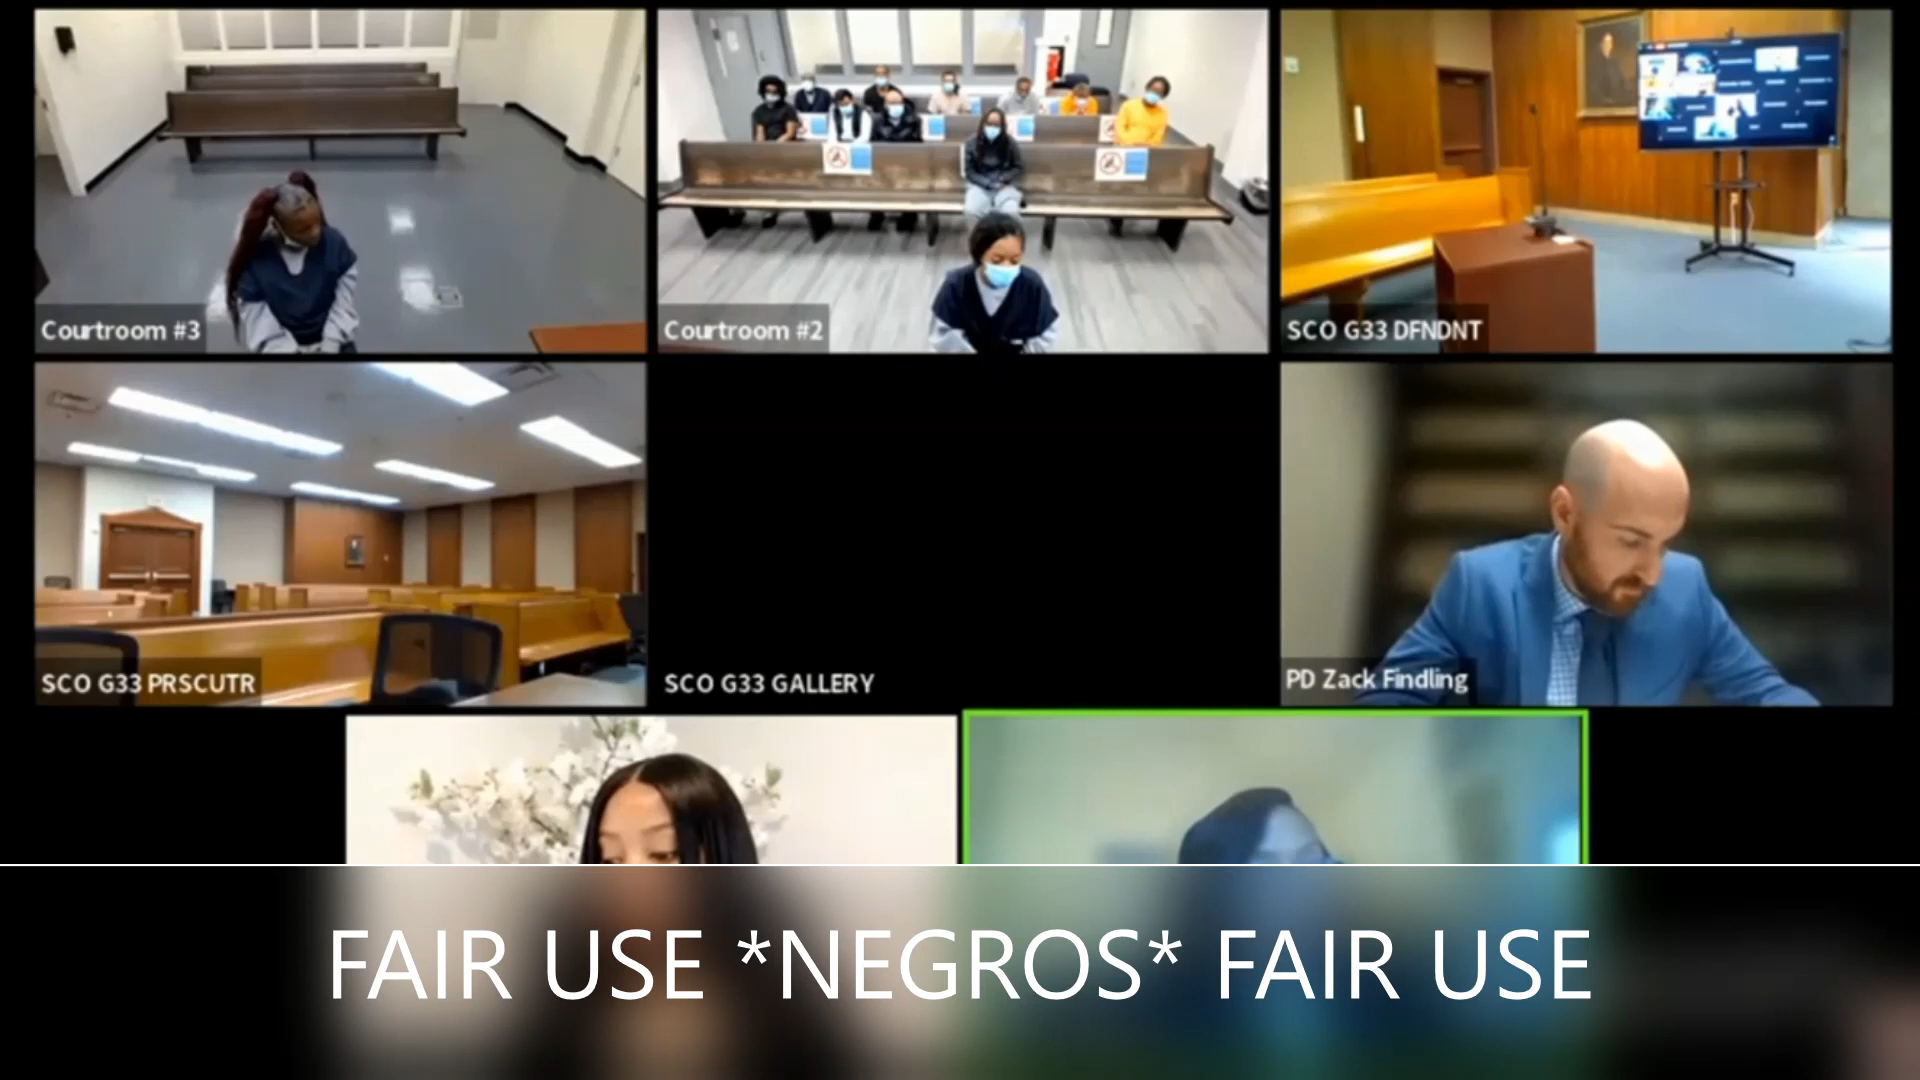 Courtroom #3
Courtroom #2
SCO G33 DFNDNT
SCO G33 PRSCUTR
SCO G33 GALLERY
PD Zack Findling
FAIR USE *NEGROS* FAIR USE